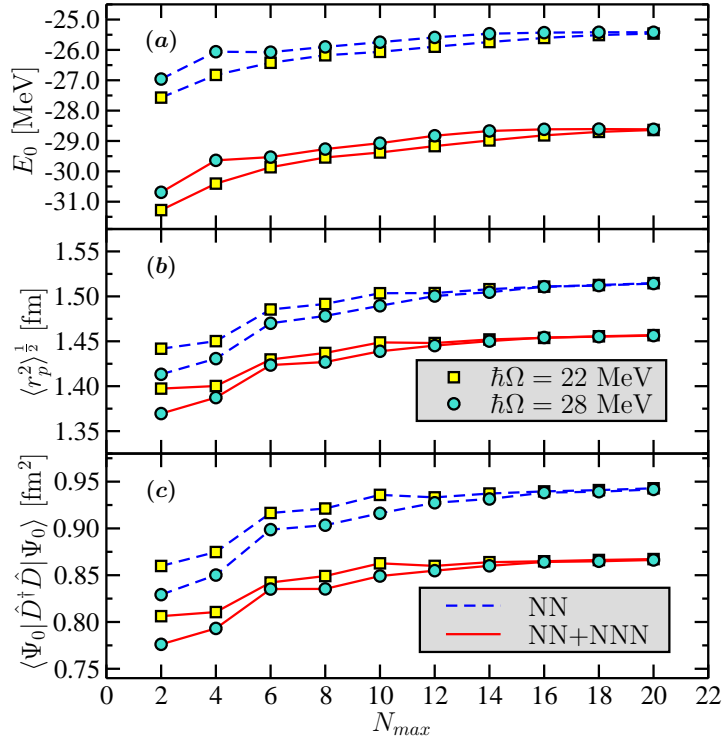 (a)
E₀ [MeV]
-25.0
-26.0
-27.0
-28.0
-29.0
-30.0
-31.0
(b)
⟨r²ₚ⟩^{1/2} [fm]
1.55
1.50
1.45
1.40
1.35
ħΩ = 22 MeV
ħΩ = 28 MeV
(c)
⟨Ψ₀|D̂†D̂|Ψ₀⟩ [fm²]
0.95
0.90
0.85
0.80
0.75
NN
NN+NNN
0 2 4 6 8 10 12 14 16 18 20 22
Nₘₐₓ